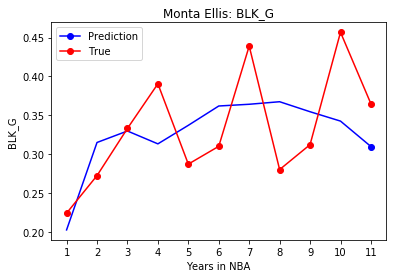 Monta Ellis: BLK_G
Prediction
True
BLK_G
0.45
0.40
0.35
0.30
0.25
0.20
1 2 3 4 5 6 7 8 9 10 11
Years in NBA